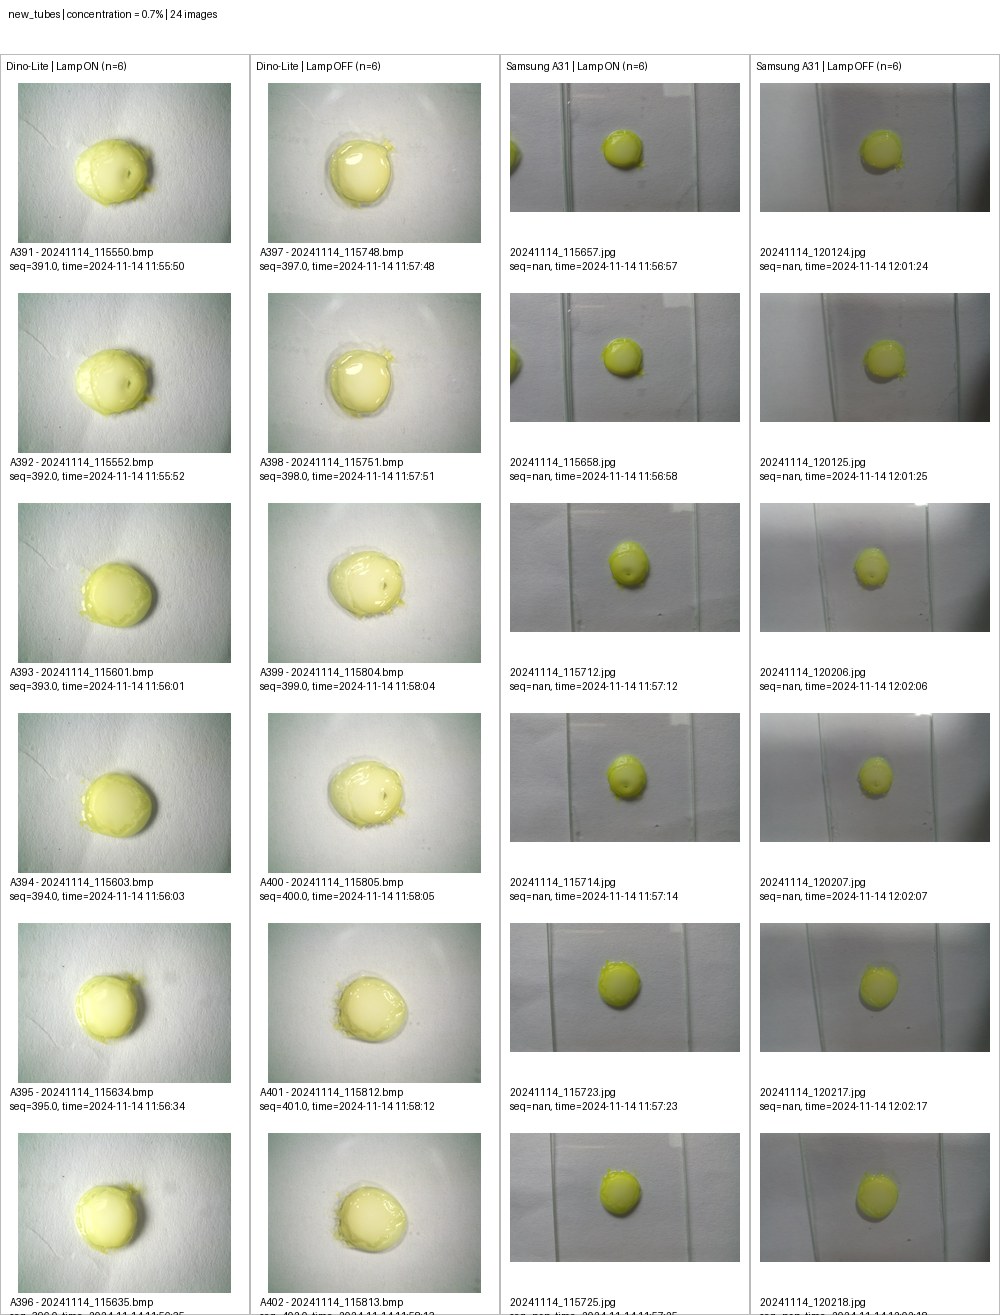 new_tubes | concentration = 0.7% | 24 images
Dino-Lite | Lamp ON (n=6)
Dino-Lite | Lamp OFF (n=6)
Samsung A31 | Lamp ON (n=6)
Samsung A31 | Lamp OFF (n=6)
A391 - 20241114_115550.bmp
seq=391.0, time=2024-11-14 11:55:50
A397 - 20241114_115748.bmp
seq=397.0, time=2024-11-14 11:57:48
20241114_115657.jpg
seq=nan, time=2024-11-14 11:56:57
20241114_120124.jpg
seq=nan, time=2024-11-14 12:01:24
A392 - 20241114_115552.bmp
seq=392.0, time=2024-11-14 11:55:52
A398 - 20241114_115751.bmp
seq=398.0, time=2024-11-14 11:57:51
20241114_115658.jpg
seq=nan, time=2024-11-14 11:56:58
20241114_120125.jpg
seq=nan, time=2024-11-14 12:01:25
A393 - 20241114_115601.bmp
seq=393.0, time=2024-11-14 11:56:01
A399 - 20241114_115804.bmp
seq=399.0, time=2024-11-14 11:58:04
20241114_115712.jpg
seq=nan, time=2024-11-14 11:57:12
20241114_120206.jpg
seq=nan, time=2024-11-14 12:02:06
A394 - 20241114_115603.bmp
seq=394.0, time=2024-11-14 11:56:03
A400 - 20241114_115805.bmp
seq=400.0, time=2024-11-14 11:58:05
20241114_115714.jpg
seq=nan, time=2024-11-14 11:57:14
20241114_120207.jpg
seq=nan, time=2024-11-14 12:02:07
A395 - 20241114_115634.bmp
seq=395.0, time=2024-11-14 11:56:34
A401 - 20241114_115812.bmp
seq=401.0, time=2024-11-14 11:58:12
20241114_115723.jpg
seq=nan, time=2024-11-14 11:57:23
20241114_120217.jpg
seq=nan, time=2024-11-14 12:02:17
A396 - 20241114_115635.bmp
A402 - 20241114_115813.bmp
20241114_115725.jpg
20241114_120218.jpg